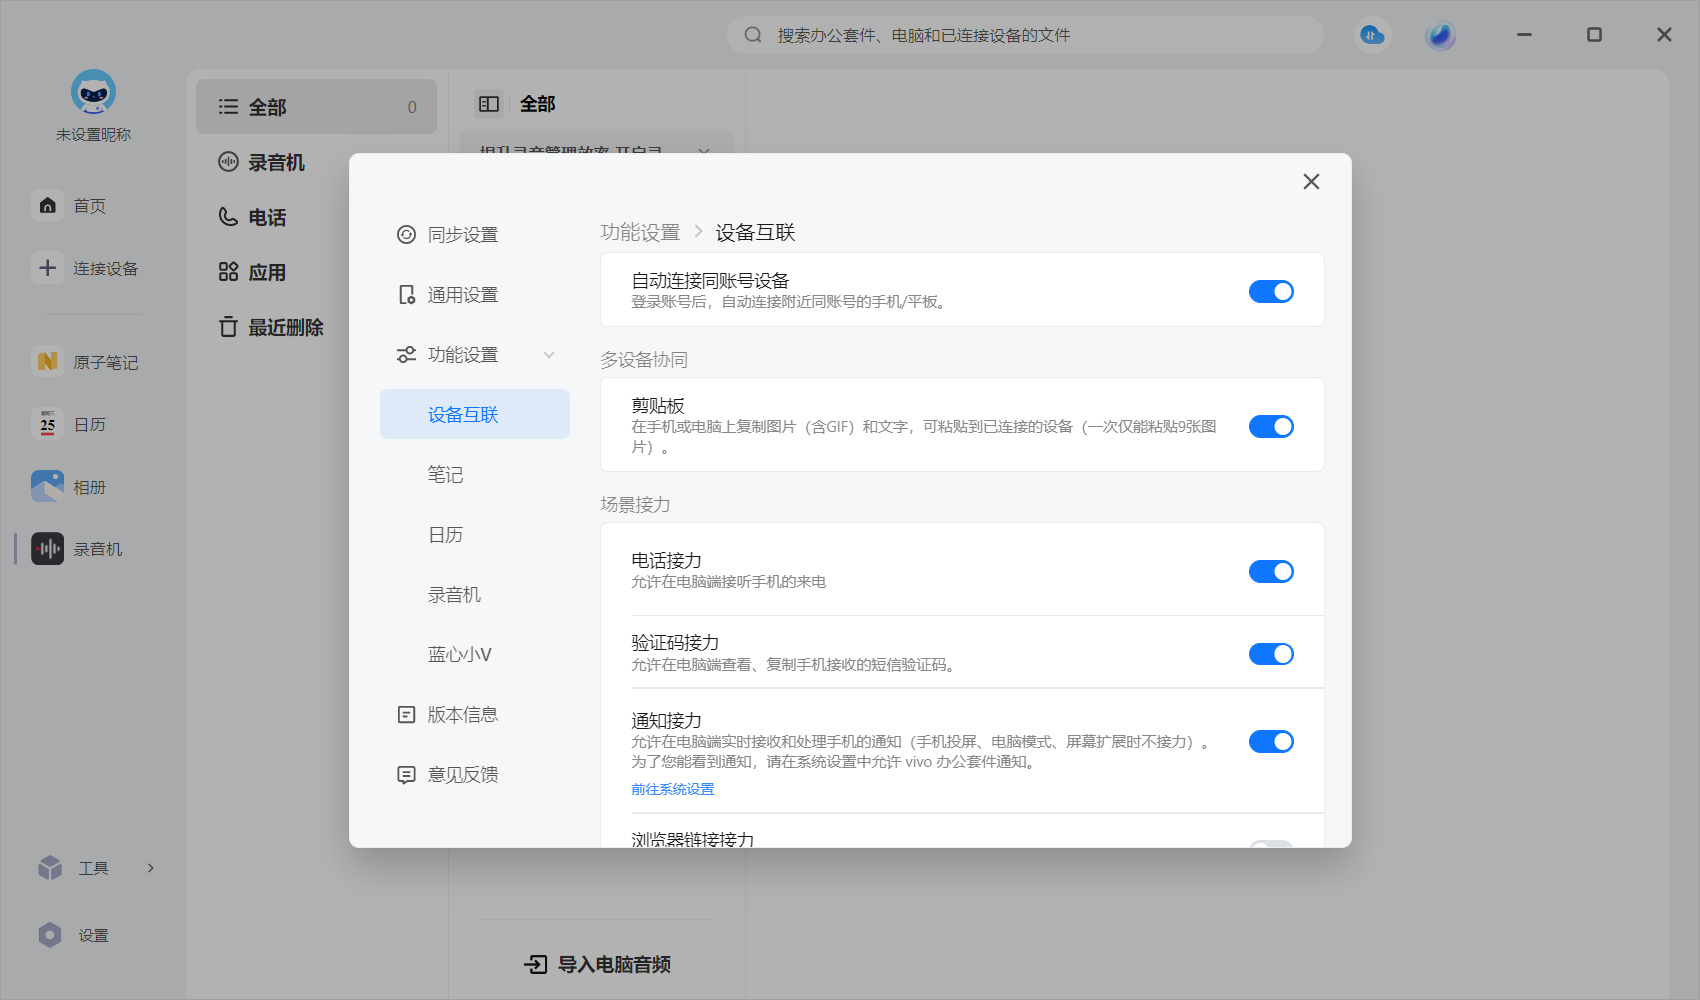 搜索办公套件、电脑和已连接设备的文件
未设置昵称
首页
连接设备
原子笔记
25
日历
相册
录音机
工具
设置
全部
0
录音机
电话
应用
最近删除
全部
导入电脑音频
同步设置
通用设置
功能设置
设备互联
笔记
日历
录音机
蓝心小V
版本信息
意见反馈
功能设置 > 设备互联
自动连接同账号设备
登录账号后，自动连接附近同账号的手机/平板。
多设备协同
剪贴板
在手机或电脑上复制图片（含GIF）和文字，可粘贴到已连接的设备（一次仅能粘贴9张图
片）。
场景接力
电话接力
允许在电脑端接听手机的来电
验证码接力
允许在电脑端查看、复制手机接收的短信验证码。
通知接力
允许在电脑端实时接收和处理手机的通知（手机投屏、电脑模式、屏幕扩展时不接力）。
为了您能看到通知，请在系统设置中允许 vivo 办公套件通知。
前往系统设置
浏览器链接接力